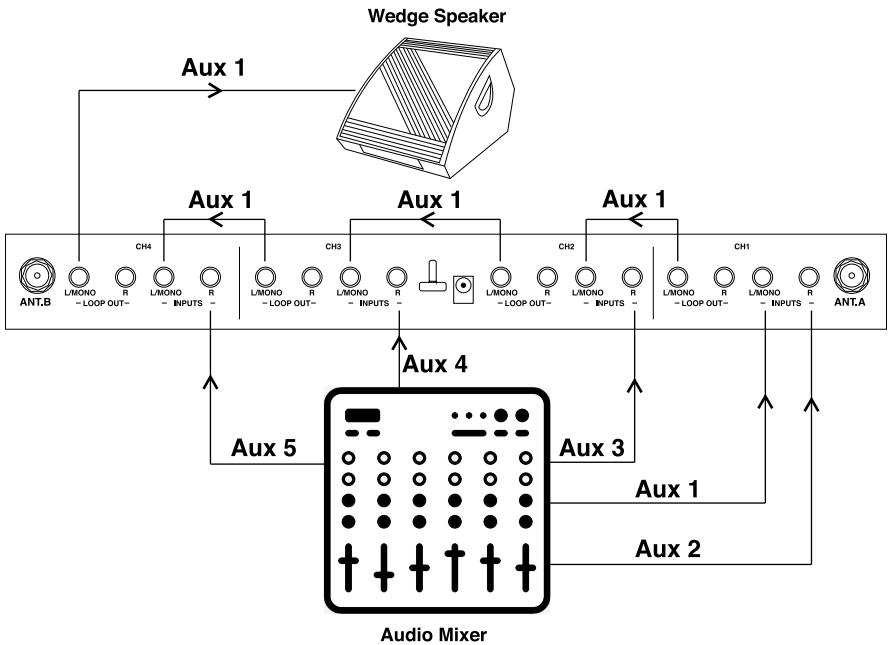 Wedge Speaker
Aux 1
Aux 1
Aux 1
Aux 1
CH4
CH3
CH2
CH1
ANT.B
L/MONO R L/MONO R
– LOOP OUT – – INPUTS –
L/MONO R L/MONO R
– LOOP OUT – – INPUTS –
L/MONO R L/MONO R
– LOOP OUT – – INPUTS –
L/MONO R L/MONO R
– LOOP OUT – – INPUTS –
ANT.A
Aux 4
Aux 5
Aux 3
Aux 1
Aux 2
Audio Mixer